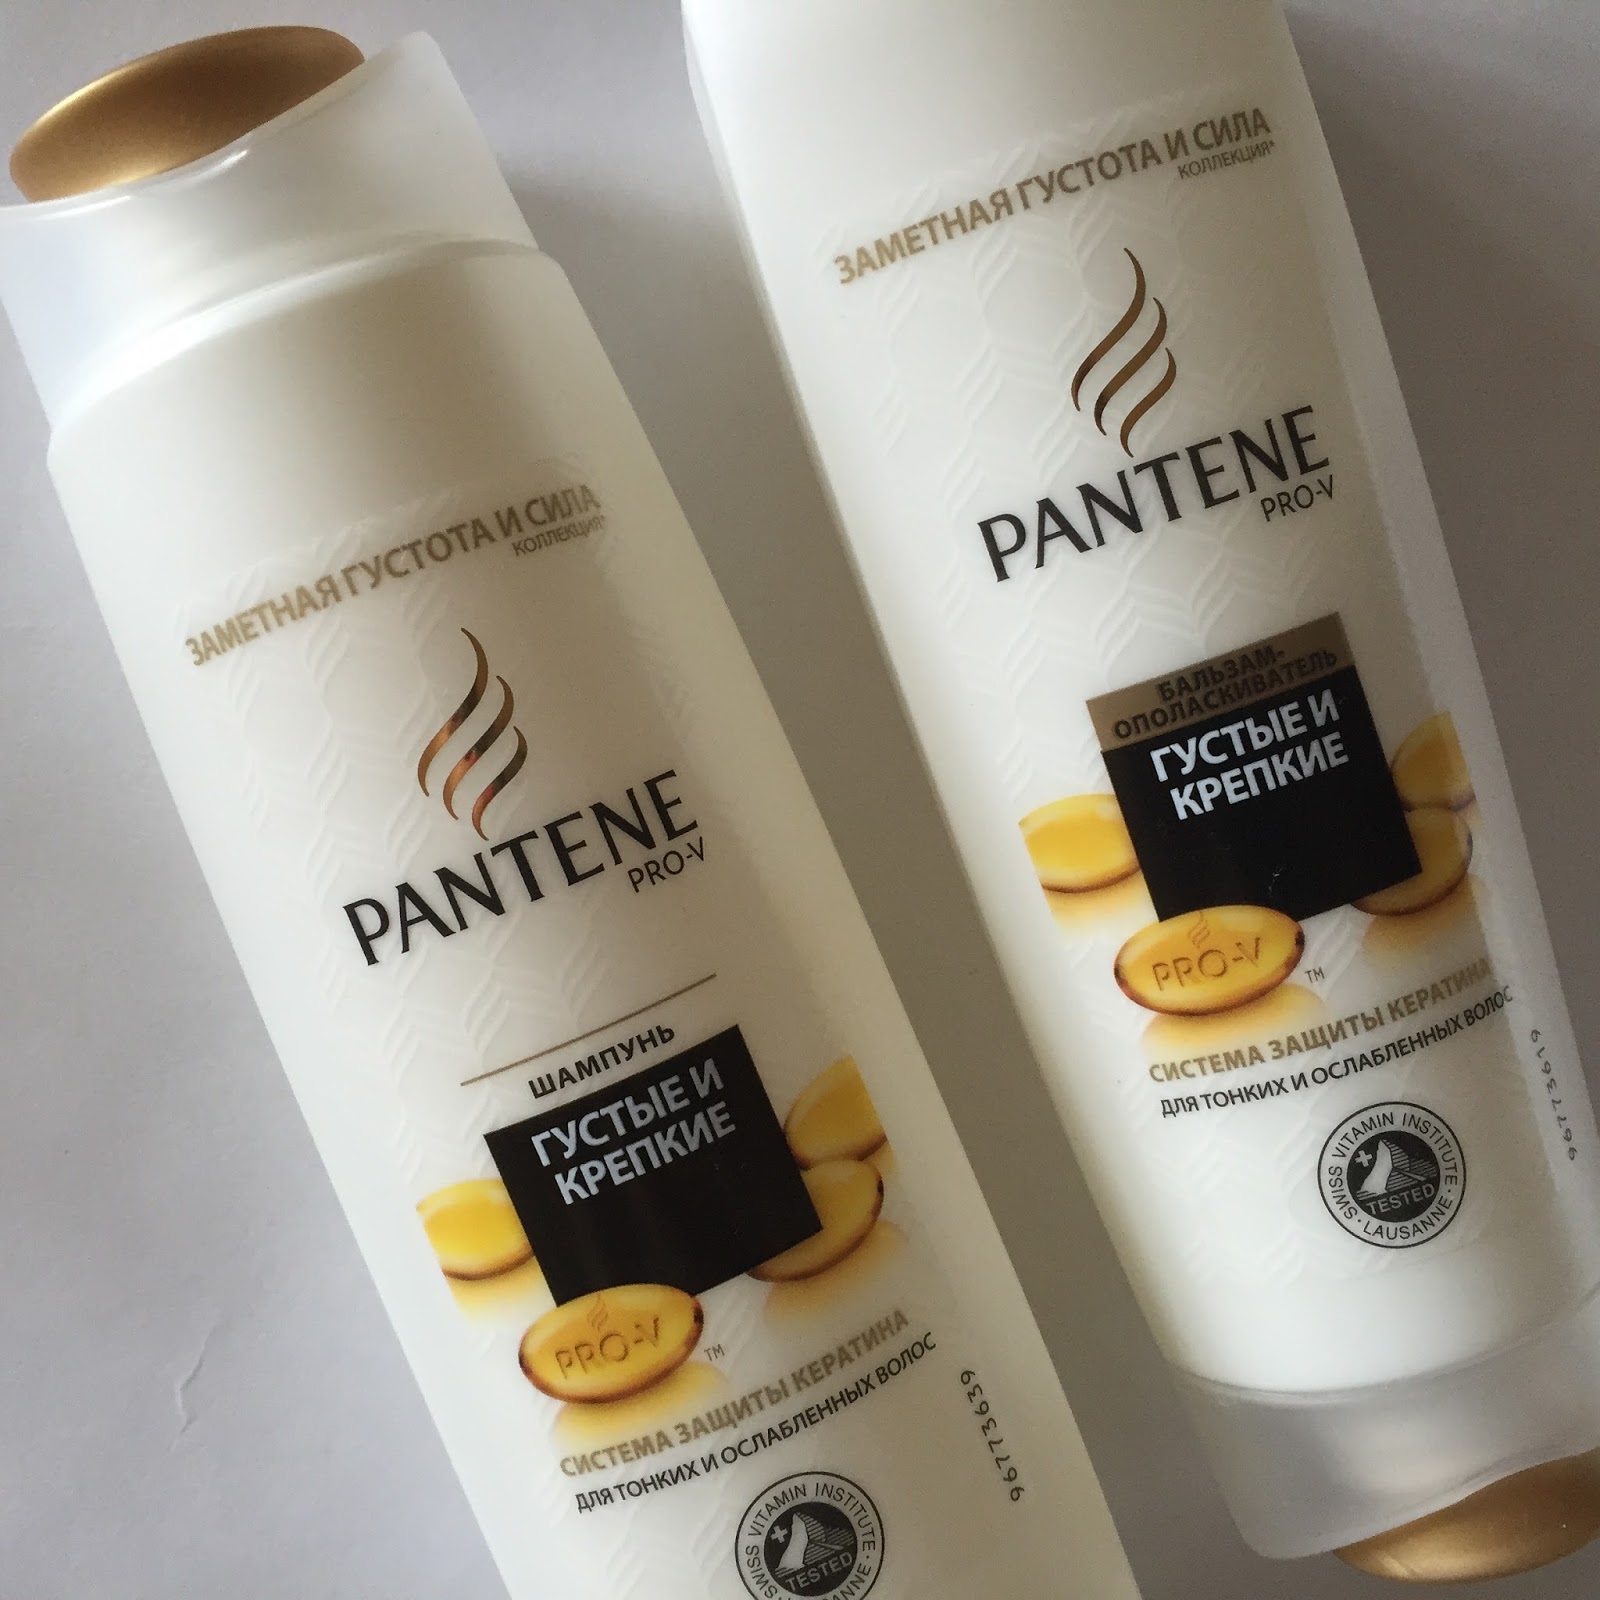 ЗАМЕТНАЯ ГУСТОТА И СИЛА
КОЛЛЕКЦИЯ*
PANTENE
PRO-V
ШАМПУНЬ
ГУСТЫЕ И
КРЕПКИЕ
PRO-V
TM
СИСТЕМА ЗАЩИТЫ КЕРАТИНА
ДЛЯ ТОНКИХ И ОСЛАБЛЕННЫХ ВОЛОС
96773639
SWISS VITAMIN INSTITUTE
TESTED
ЗАМЕТНАЯ ГУСТОТА И СИЛА
КОЛЛЕКЦИЯ*
PANTENE
PRO-V
БАЛЬЗАМ-
ОПОЛАСКИВАТЕЛЬ
ГУСТЫЕ И
КРЕПКИЕ
PRO-V
TM
СИСТЕМА ЗАЩИТЫ КЕРАТИНА
ДЛЯ ТОНКИХ И ОСЛАБЛЕННЫХ ВОЛОС
96773619
SWISS VITAMIN INSTITUTE
TESTED
· LAUSANNE ·